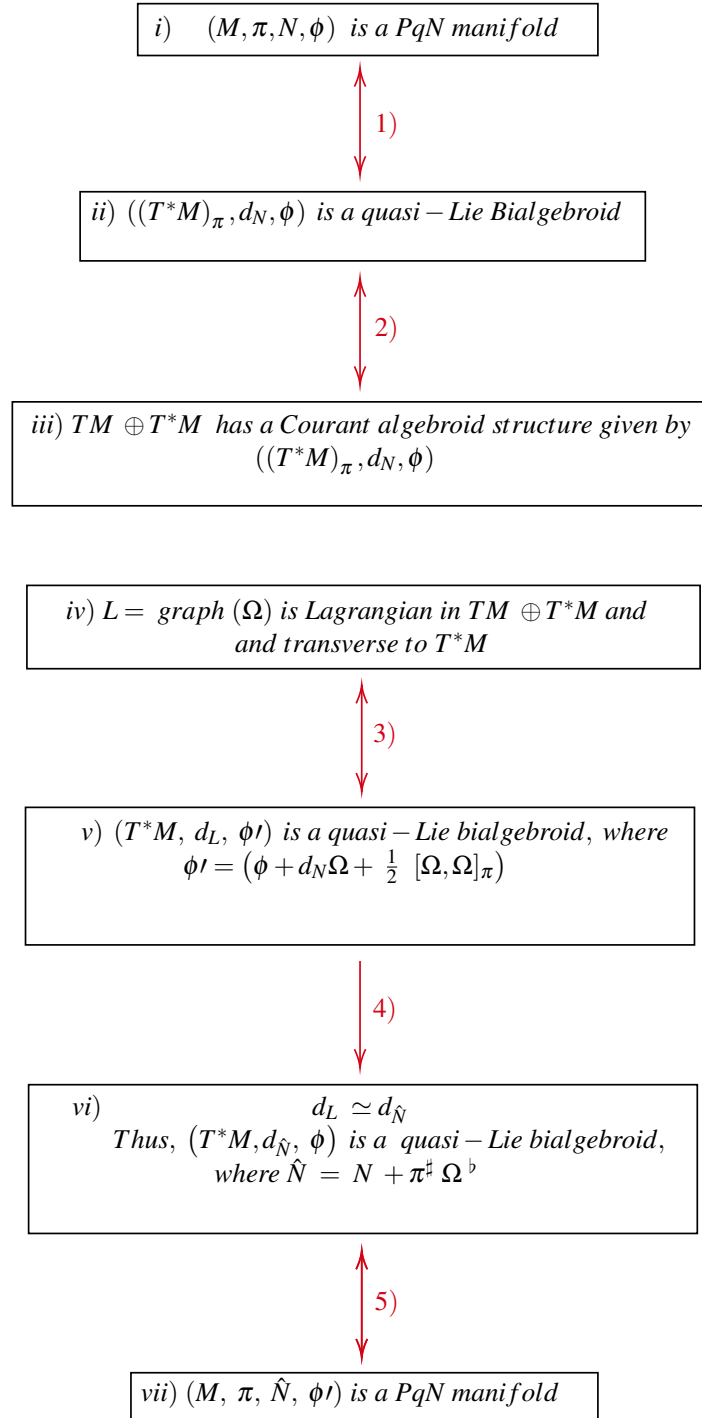 i) (M, π, N, ϕ) is a PqN manifold
1)
ii) ((T*M)_π, d_N, ϕ) is a quasi − Lie Bialgebroid
2)
iii) TM ⊕ T*M has a Courant algebroid structure given by
((T*M)_π, d_N, ϕ)
iv) L = graph (Ω) is Lagrangian in TM ⊕ T*M and
and transverse to T*M
3)
v) (T*M, d_L, ϕ′) is a quasi − Lie bialgebroid, where
ϕ′ = (ϕ + d_NΩ + 1/2 [Ω, Ω]_π)
4)
vi) d_L ≃ d_N̂
Thus, (T*M, d_N̂, ϕ) is a quasi − Lie bialgebroid,
where N̂ = N + π^♯ Ω^♭
5)
vii) (M, π, N̂, ϕ′) is a PqN manifold